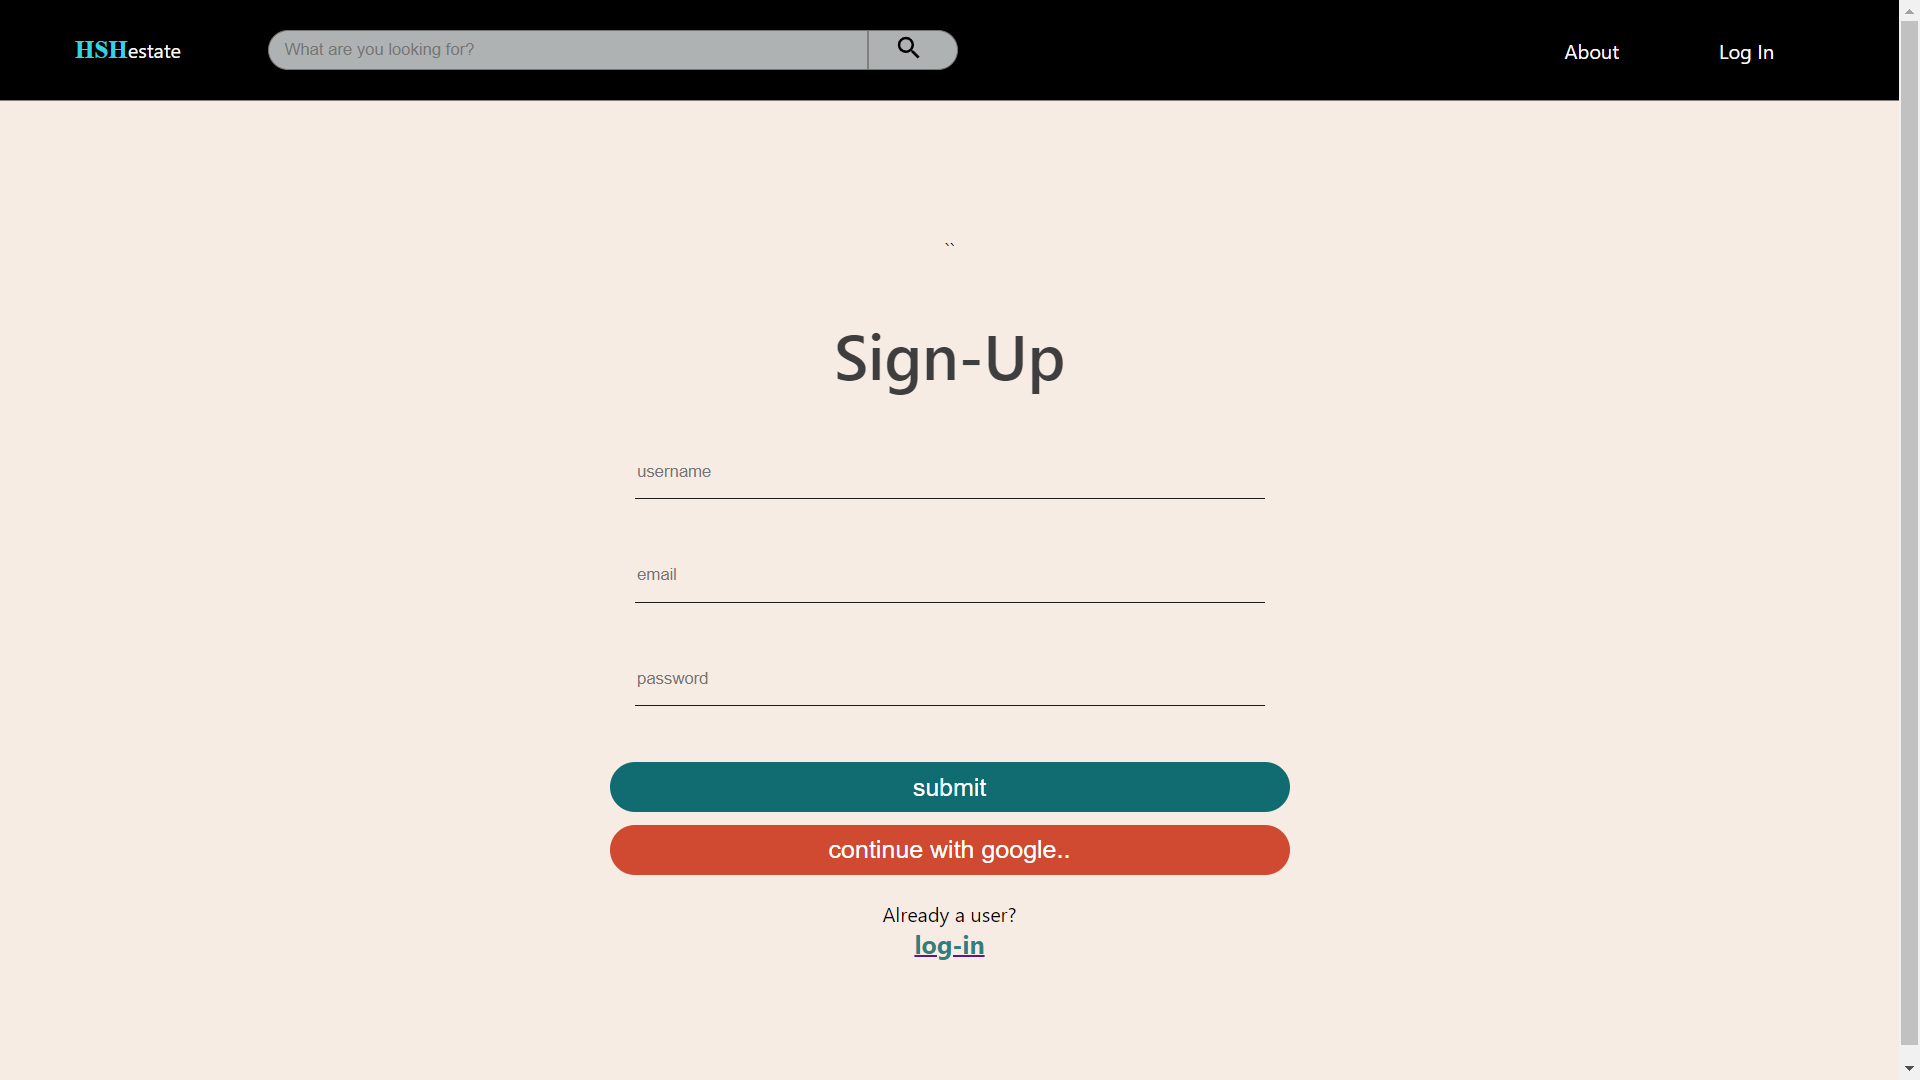 HSHestate
What are you looking for?
About
Log In
``
Sign-Up
username
email
password
submit
continue with google..
Already a user?
log-in